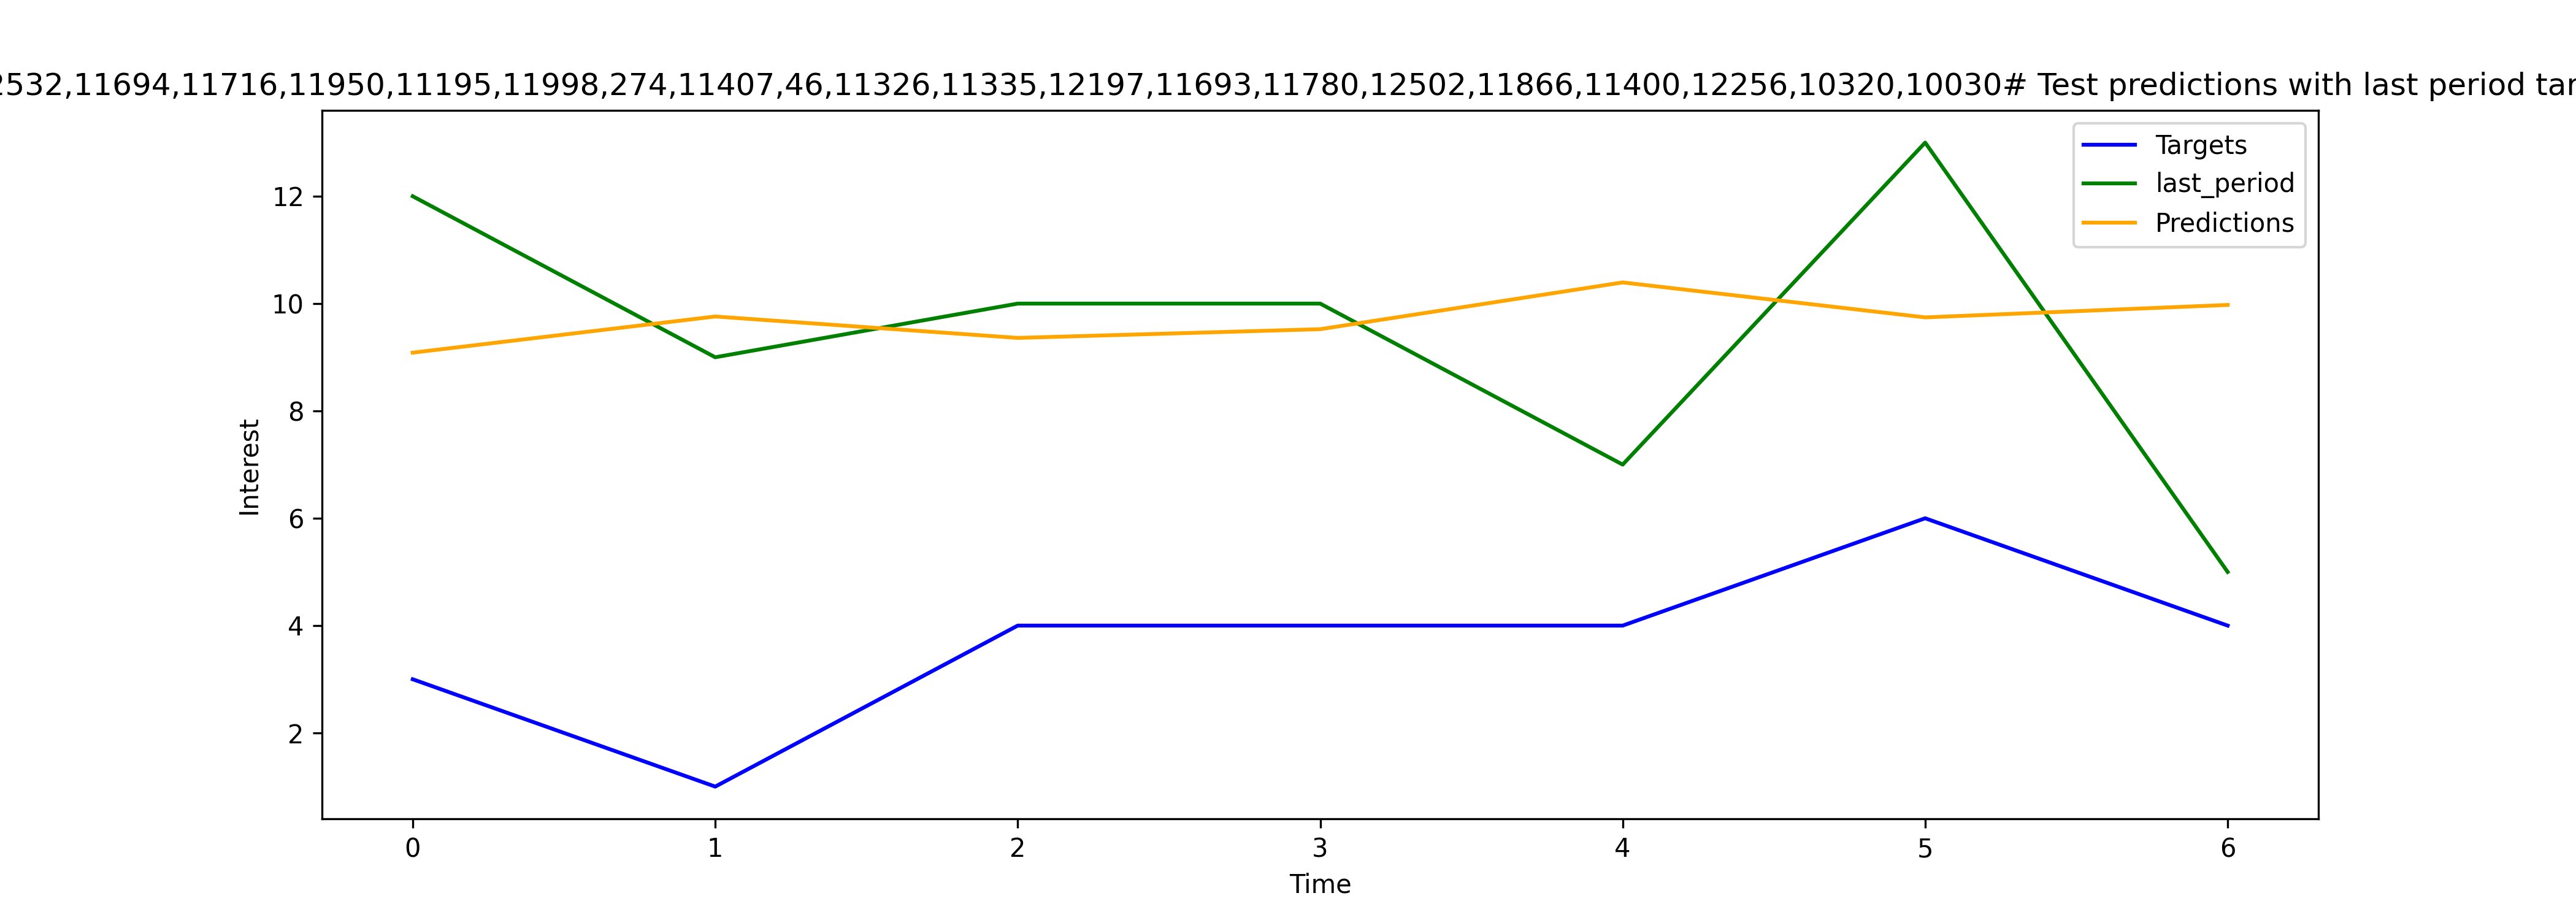 2532,11694,11716,11950,11195,11998,274,11407,46,11326,11335,12197,11693,11780,12502,11866,11400,12256,10320,10030# Test predictions with last period tar
Targets
last_period
Predictions
12
10
8
6
4
2
Interest
0 1 2 3 4 5 6
Time